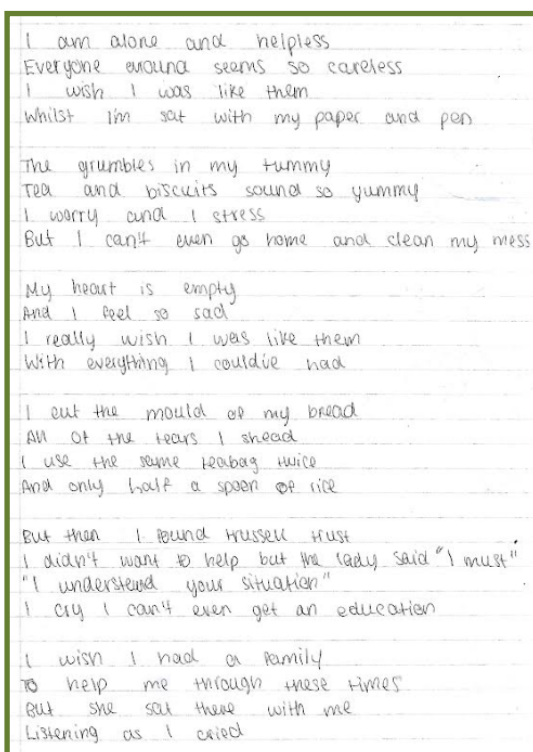 I am alone and helpless
Everyone around seems so careless
I wish I was like them
Whilst I'm sat with my paper and pen
The grumbles in my tummy
Tea and biscuits sound so yummy
I worry and I stress
But I can't even go home and clean my mess
My heart is empty
And I feel so sad
I really wish I was like them
With everything I could've had
I cut the mould of my bread
All of the tears I shead
I use the same teabag twice
And only half a spoon of rice
But then I found trussell trust
I didn't want to help but the lady said "I must"
"I understand your situation"
I cry I can't even get an education
I wish I had a family
To help me through these times
But she sat there with me
Listening as I cried